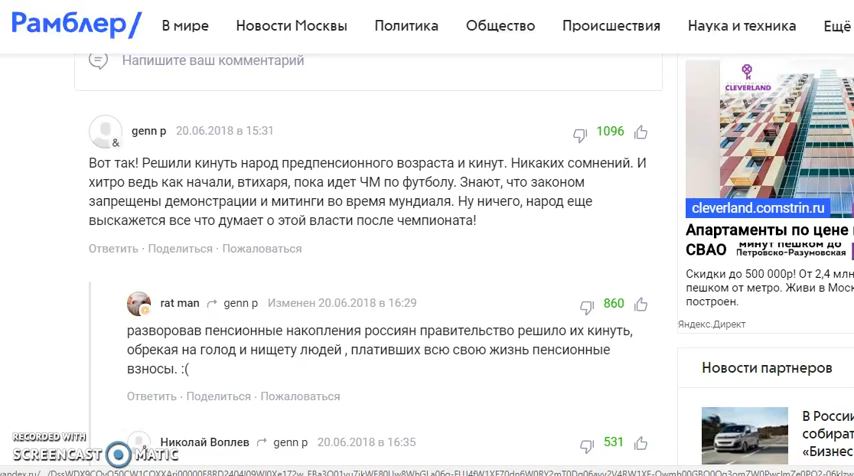 Рамблер/ В мире Новости Москвы Политика Общество Происшествия Наука и техника Ещё
Напишите ваш комментарий
genn p 20.06.2018 в 15:31 1096
Вот так! Решили кинуть народ предпенсионного возраста и кинут. Никаких сомнений. И
хитро ведь как начали, втихаря, пока идет ЧМ по футболу. Знают, что законом
запрещены демонстрации и митинги во время мундиаля. Ну ничего, народ еще
выскажется все что думает о этой власти после чемпионата!
Ответить · Поделиться · Пожаловаться
rat man genn p Изменен 20.06.2018 в 16:29 860
разворовав пенсионные накопления россиян правительство решило их кинуть,
обрекая на голод и нищету людей , плативших всю свою жизнь пенсионные
взносы. :(
Ответить · Поделиться · Пожаловаться
Николай Воплев genn p 20.06.2018 в 16:35 531
CLEVERLAND
cleverland.comstrin.ru
Апартаменты по цене
СВАО минут пешком до
Петровско-Разумовская
Скидки до 500 000р! От 2,4 млн
пешком от метро. Живи в
построен.
Яндекс.Директ
Новости партнеров
В России
собират
«Бизнес
RECORDED WITH
SCREENCAST MATIC